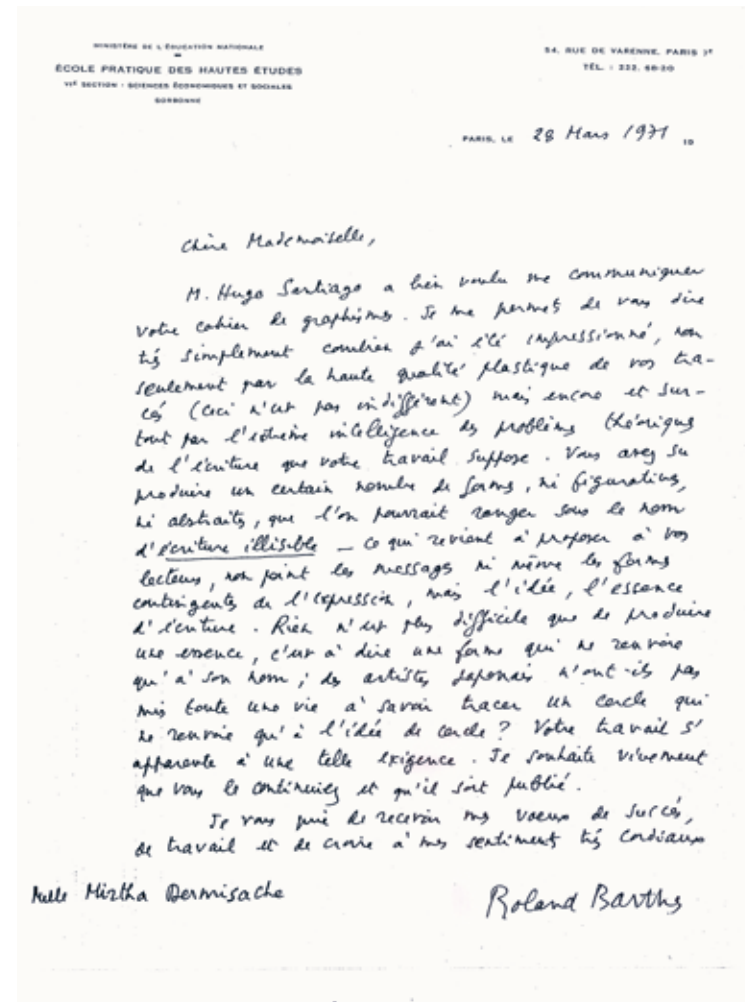 MINISTÈRE DE L'ÉDUCATION NATIONALE
ÉCOLE PRATIQUE DES HAUTES ÉTUDES
VIe SECTION : SCIENCES ÉCONOMIQUES ET SOCIALES
SORBONNE
54, RUE DE VARENNE, PARIS 7e
TÉL. : 222. 68-20
PARIS, LE 28 Mars 1971 19
Chère Mademoiselle,
M. Hugo Santiago a bien voulu me communiquer
votre cahier de graphismes. Je me permets de vous dire
très simplement combien j'ai été impressionné, non
seulement par la haute qualité plastique de vos tra-
cés (ceci n'est pas indifférent) mais encore et sur-
tout par l'extrême intelligence des problèmes théoriques
de l'écriture que votre travail suppose. Vous avez su
produire un certain nombre de formes, ni figuratives,
ni abstraites, que l'on pourrait ranger sous le nom
d'écriture illisible _ ce qui revient à proposer à vos
lecteurs, non point les messages ni même les formes
contingentes de l'expression, mais l'idée, l'essence
d'écriture. Rien n'est plus difficile que de produire
une essence, c'est à dire une forme qui ne renvoie
qu'à son nom ; des artistes japonais n'ont-ils pas
mis toute une vie à savoir tracer un cercle qui
ne renvoie qu'à l'idée de cercle ? Votre travail s'
apparente à une telle exigence. Je souhaite vivement
que vous le continuiez et qu'il soit publié.
Je vous prie de recevoir mes voeux de succès,
de travail et de croire à mes sentiments très cordiaux
Melle Mirtha Dermisache
Roland Barthes